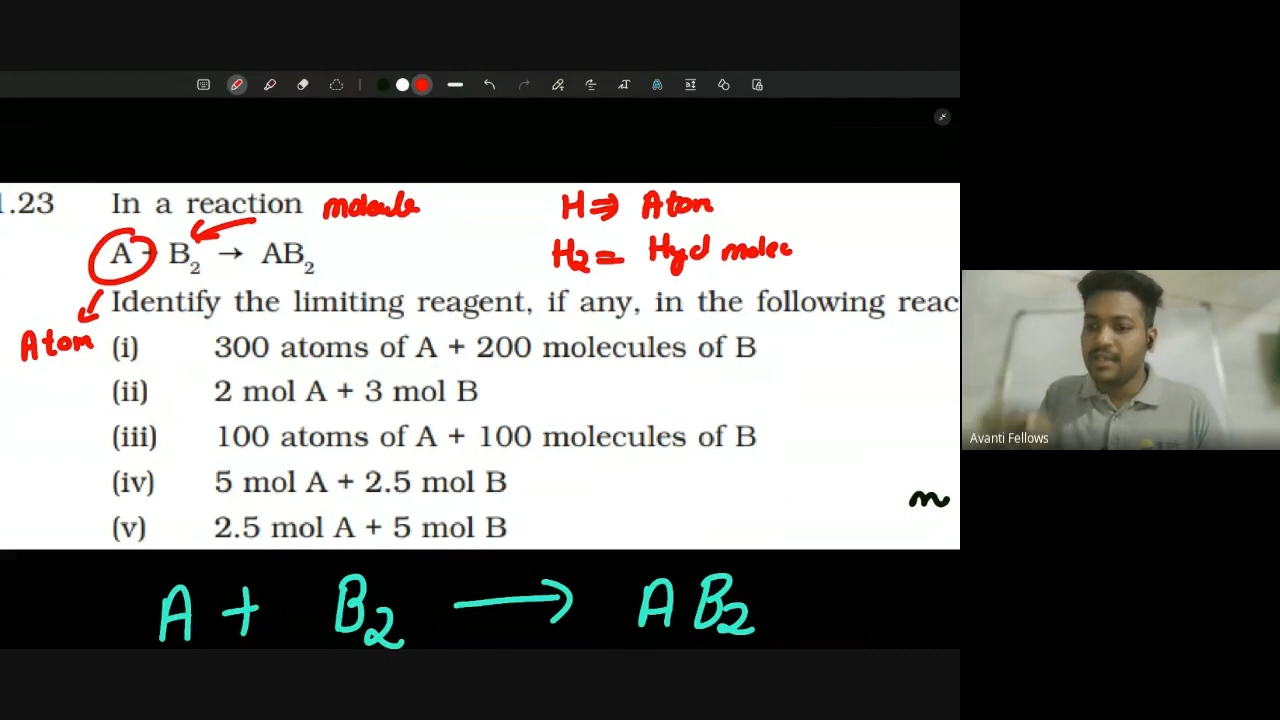 1.23 In a reaction molecule H ⇒ Atom
A + B₂ → AB₂ H₂ = Hyd molec
Identify the limiting reagent, if any, in the following reac
Atom
(i) 300 atoms of A + 200 molecules of B
(ii) 2 mol A + 3 mol B
(iii) 100 atoms of A + 100 molecules of B
(iv) 5 mol A + 2.5 mol B
(v) 2.5 mol A + 5 mol B
A + B₂ → AB₂
Avanti Fellows